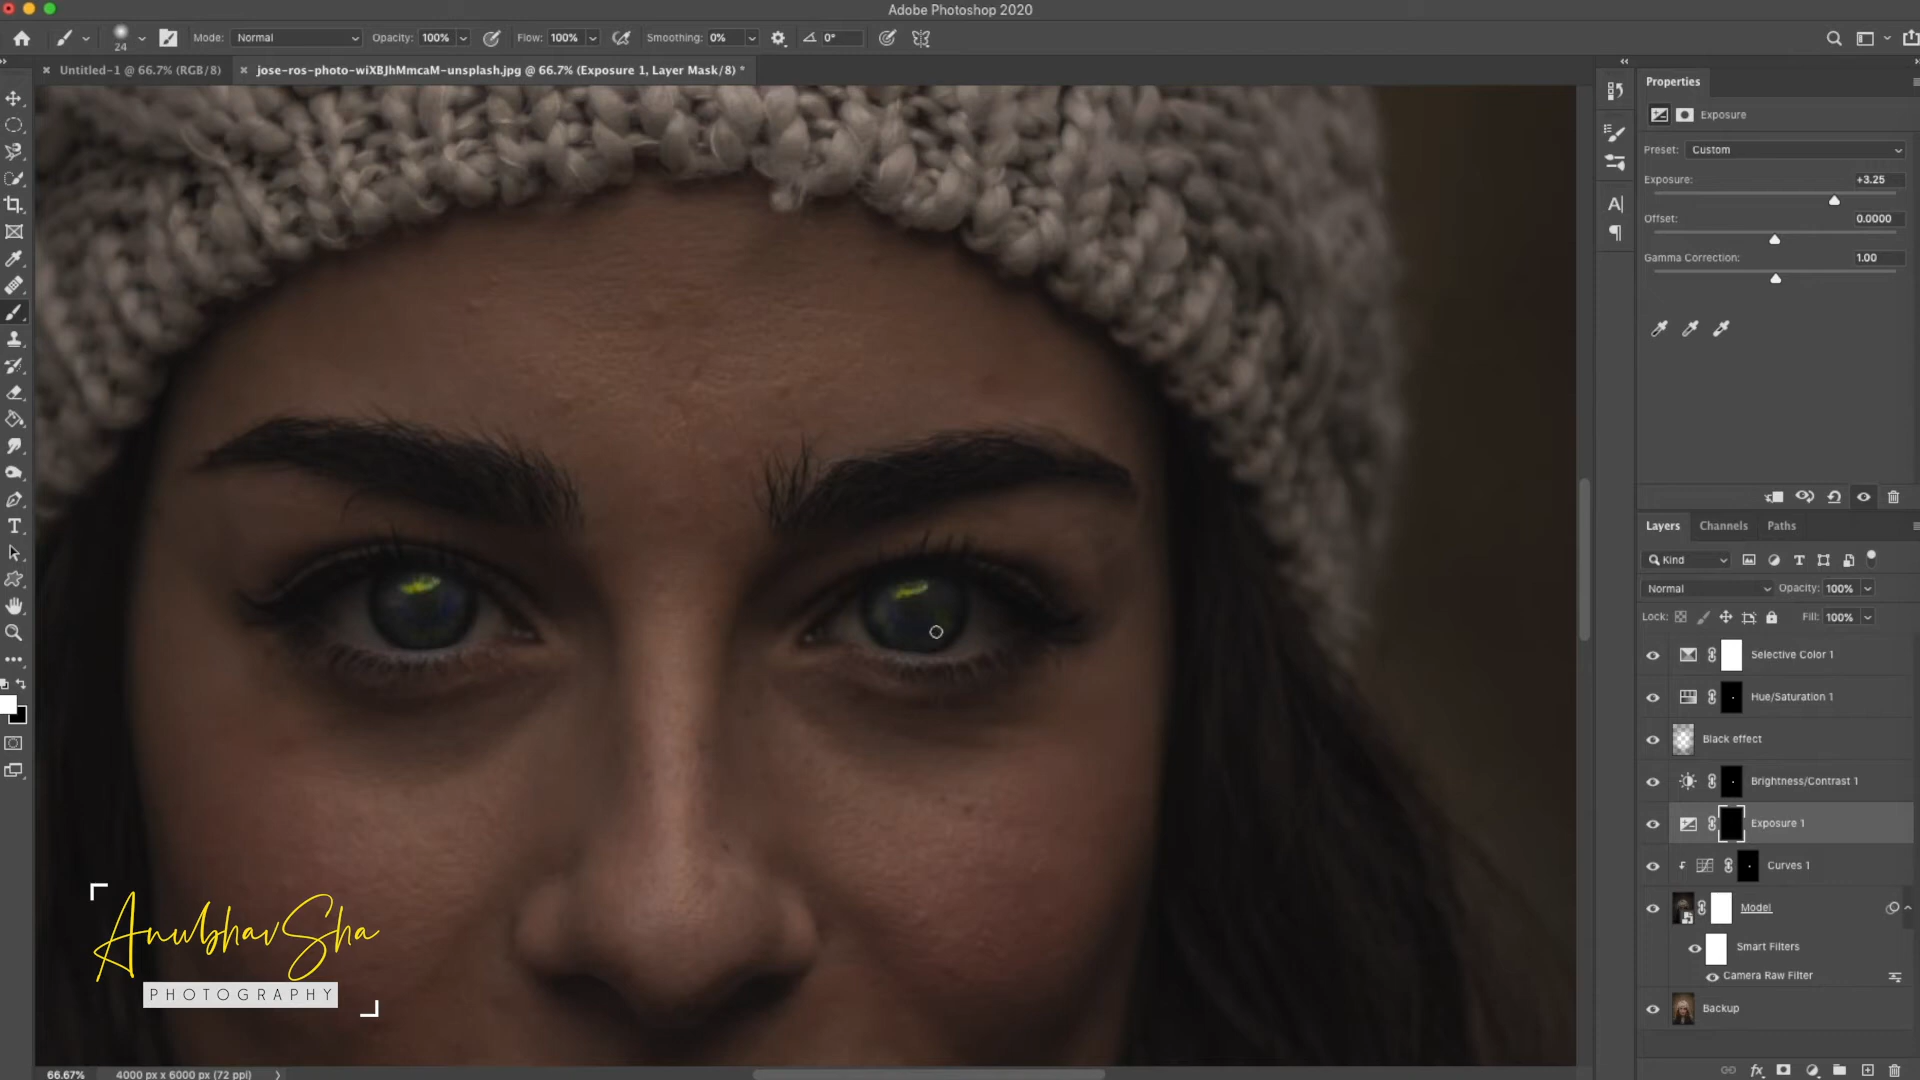 Adobe Photoshop 2020
24 Mode: Normal Opacity: 100% Flow: 100% Smoothing: 0% 0°
Untitled-1 @ 66.7% (RGB/8) jose-ros-photo-wiXBJhMmcaM-unsplash.jpg @ 66.7% (Exposure 1, Layer Mask/8) *
Properties
Exposure
Preset: Custom
Exposure: +3.25
Offset: 0.0000
Gamma Correction: 1.00
Layers Channels Paths
Kind
Normal Opacity: 100%
Lock: Fill: 100%
Selective Color 1
Hue/Saturation 1
Black effect
Brightness/Contrast 1
Exposure 1
Curves 1
Model
Smart Filters
Camera Raw Filter
Backup
AnubhavSha
PHOTOGRAPHY
66.67% 4000 px x 6000 px (72 ppi)